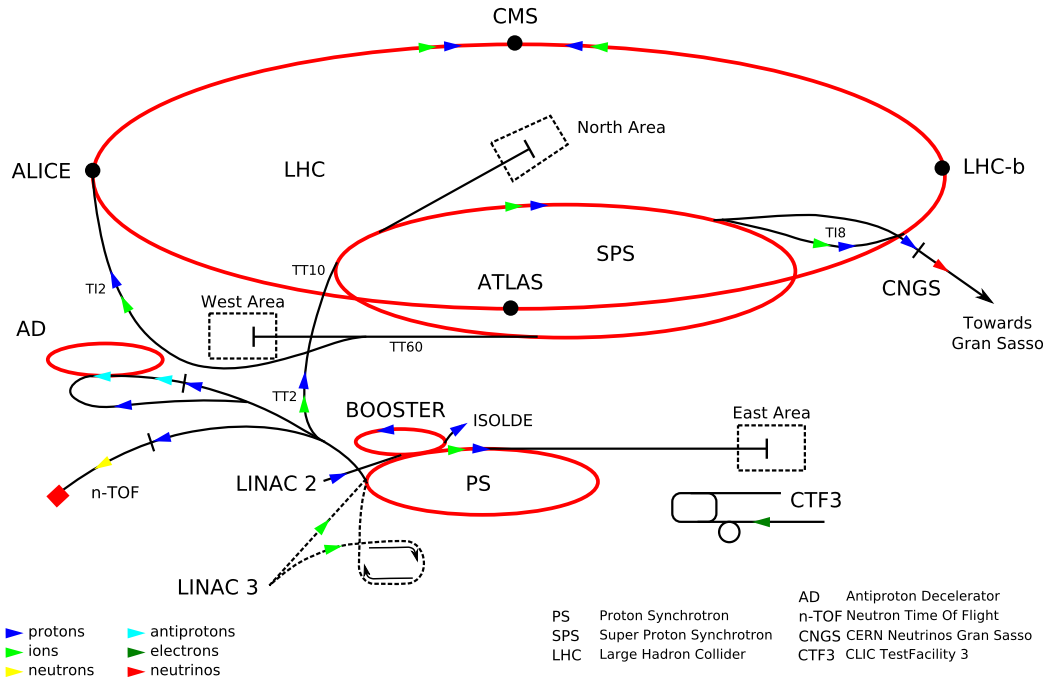 CMS
North Area
ALICE
LHC
LHC-b
TI8
SPS
TT10
ATLAS
TI2
West Area
CNGS
AD
Towards
Gran Sasso
TT60
TT2
BOOSTER
ISOLDE
East Area
LINAC 2
PS
n-TOF
CTF3
LINAC 3
protons
ions
neutrons
antiprotons
electrons
neutrinos
PS Proton Synchrotron
SPS Super Proton Synchrotron
LHC Large Hadron Collider
AD Antiproton Decelerator
n-TOF Neutron Time Of Flight
CNGS CERN Neutrinos Gran Sasso
CTF3 CLIC TestFacility 3